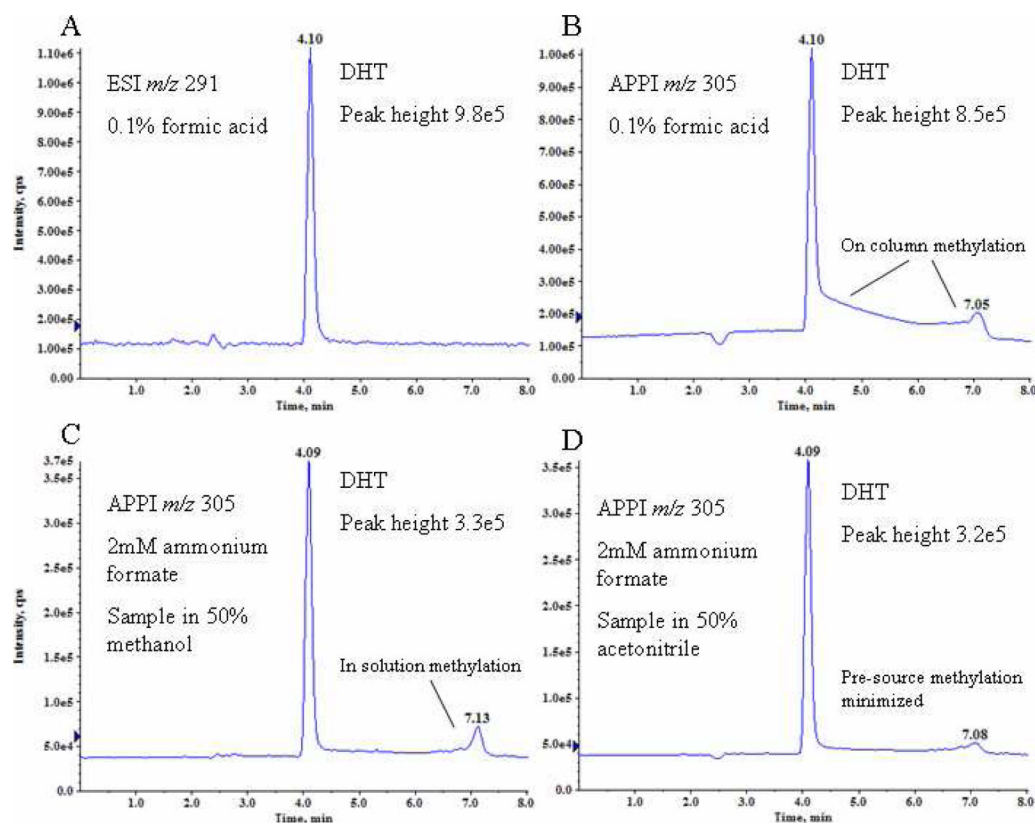 A
4.10
1.10e6
1.00e6
9.00e5
8.00e5
7.00e5
6.00e5
5.00e5
4.00e5
3.00e5
2.00e5
1.00e5
0.00
Intensity, cps
ESI m/z 291
0.1% formic acid
DHT
Peak height 9.8e5
1.0 2.0 3.0 4.0 5.0 6.0 7.0 8.0
Time, min
B
4.10
1.00e6
9.00e5
8.00e5
7.00e5
6.00e5
5.00e5
4.00e5
3.00e5
2.00e5
1.00e5
0.00
Intensity, cps
APPI m/z 305
0.1% formic acid
DHT
Peak height 8.5e5
On column methylation
7.05
1.0 2.0 3.0 4.0 5.0 6.0 7.0 8.0
Time, min
C
4.09
3.7e5
3.0e5
2.5e5
2.0e5
1.5e5
1.0e5
5.0e4
0.0
Intensity, cps
APPI m/z 305
2mM ammonium
formate
Sample in 50%
methanol
DHT
Peak height 3.3e5
In solution methylation
7.13
1.0 2.0 3.0 4.0 5.0 6.0 7.0 8.0
Time, min
D
4.09
3.5e5
3.0e5
2.5e5
2.0e5
1.5e5
1.0e5
5.0e4
0.0
Intensity, cps
APPI m/z 305
2mM ammonium
formate
Sample in 50%
acetonitrile
DHT
Peak height 3.2e5
Pre-source methylation
minimized
7.08
1.0 2.0 3.0 4.0 5.0 6.0 7.0 8.0
Time, min